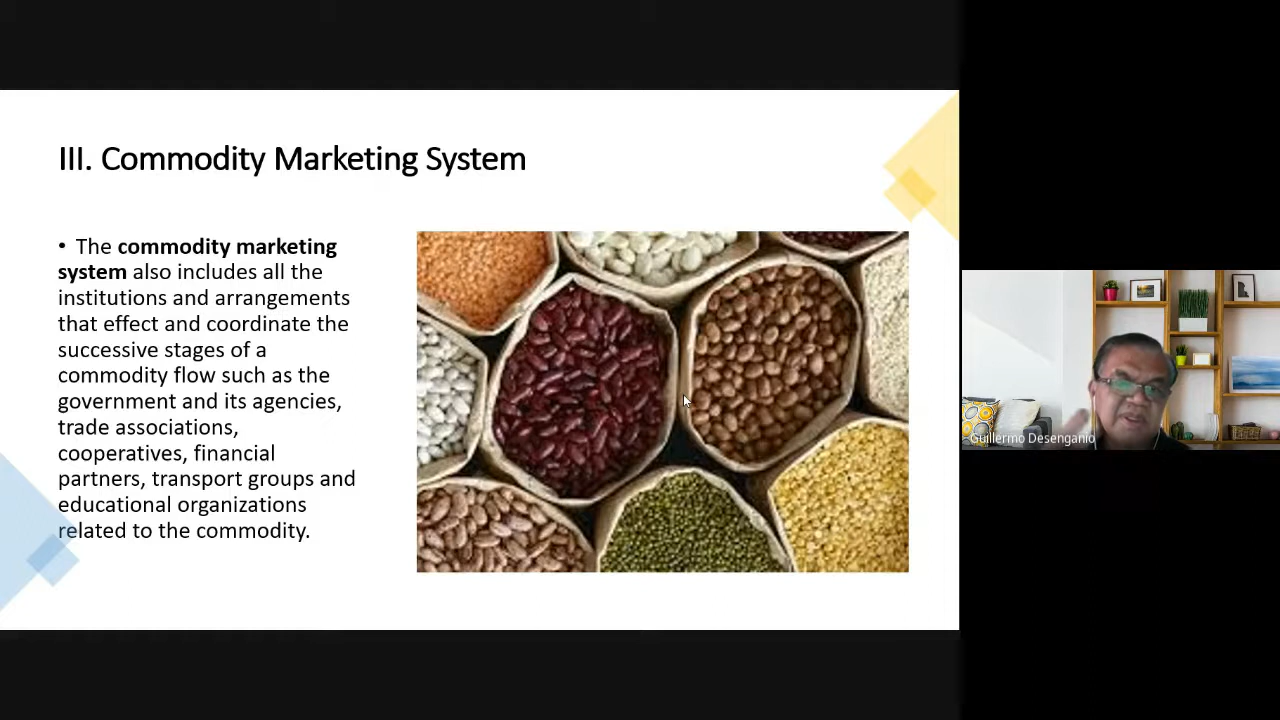 III. Commodity Marketing System
• The commodity marketing
system also includes all the
institutions and arrangements
that effect and coordinate the
successive stages of a
commodity flow such as the
government and its agencies,
trade associations,
cooperatives, financial
partners, transport groups and
educational organizations
related to the commodity.
Guillermo Desenganio